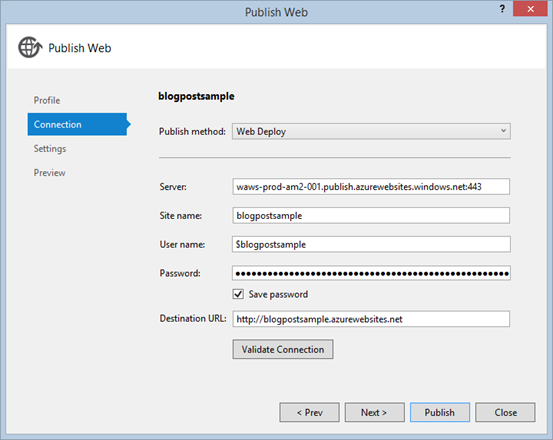 Publish Web
?
Publish Web
Profile
Connection
Settings
Preview
blogpostsample
Publish method: Web Deploy
Server: waws-prod-am2-001.publish.azurewebsites.windows.net:443
Site name: blogpostsample
User name: $blogpostsample
Password: ●●●●●●●●●●●●●●●●●●●●●●●●●●●●●●●●●●●●●●●●●●●●●●●●●●
Save password
Destination URL: http://blogpostsample.azurewebsites.net
Validate Connection
< Prev
Next >
Publish
Close